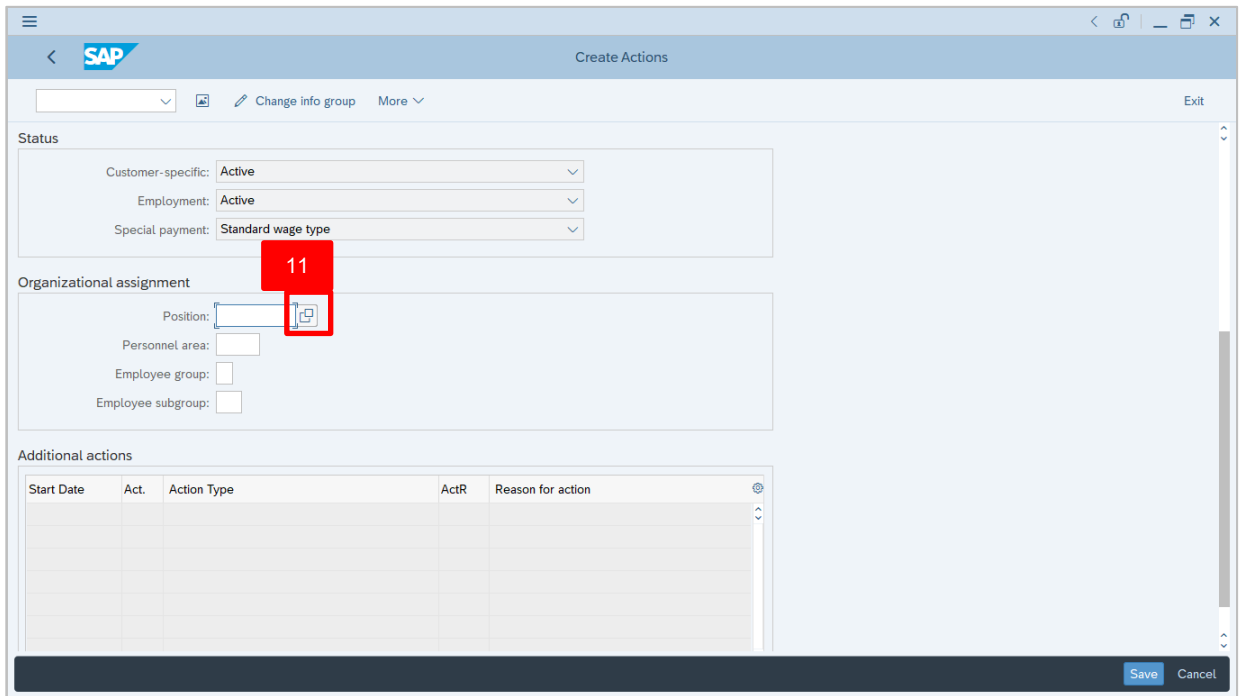 SAP
Create Actions
Change info group More Exit
Status
Customer-specific: Active
Employment: Active
Special payment: Standard wage type
11
Organizational assignment
Position:
Personnel area:
Employee group:
Employee subgroup:
Additional actions
Start Date Act. Action Type ActR Reason for action
Save Cancel